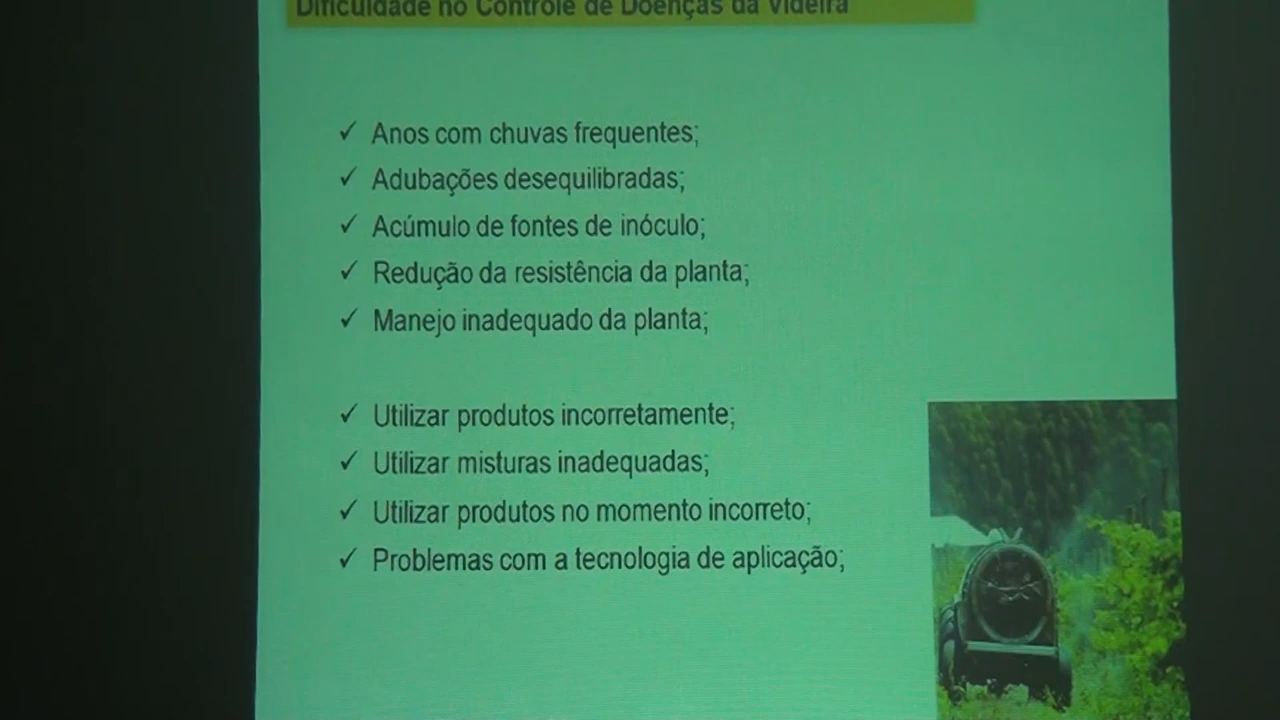 Dificuldade no Controle de Doenças da Videira
✓ Anos com chuvas frequentes;
✓ Adubações desequilibradas;
✓ Acúmulo de fontes de inóculo;
✓ Redução da resistência da planta;
✓ Manejo inadequado da planta;
✓ Utilizar produtos incorretamente;
✓ Utilizar misturas inadequadas;
✓ Utilizar produtos no momento incorreto;
✓ Problemas com a tecnologia de aplicação;